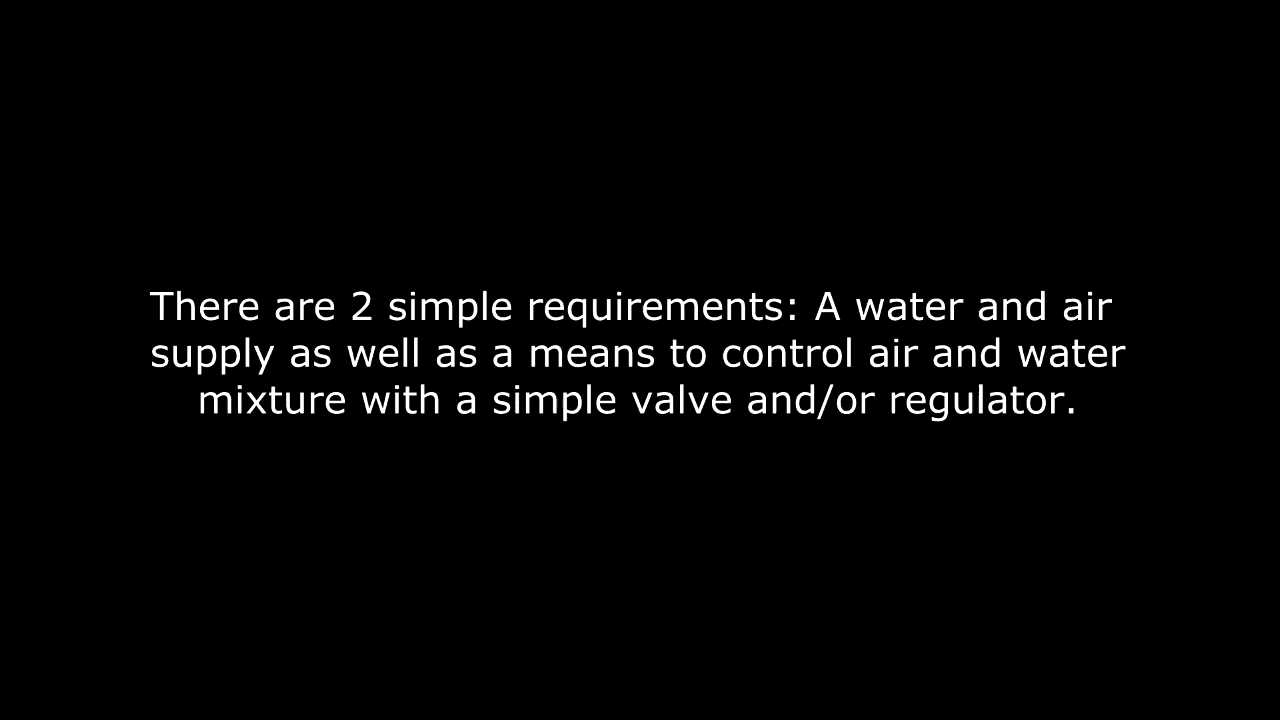 There are 2 simple requirements: A water and air
supply as well as a means to control air and water
mixture with a simple valve and/or regulator.